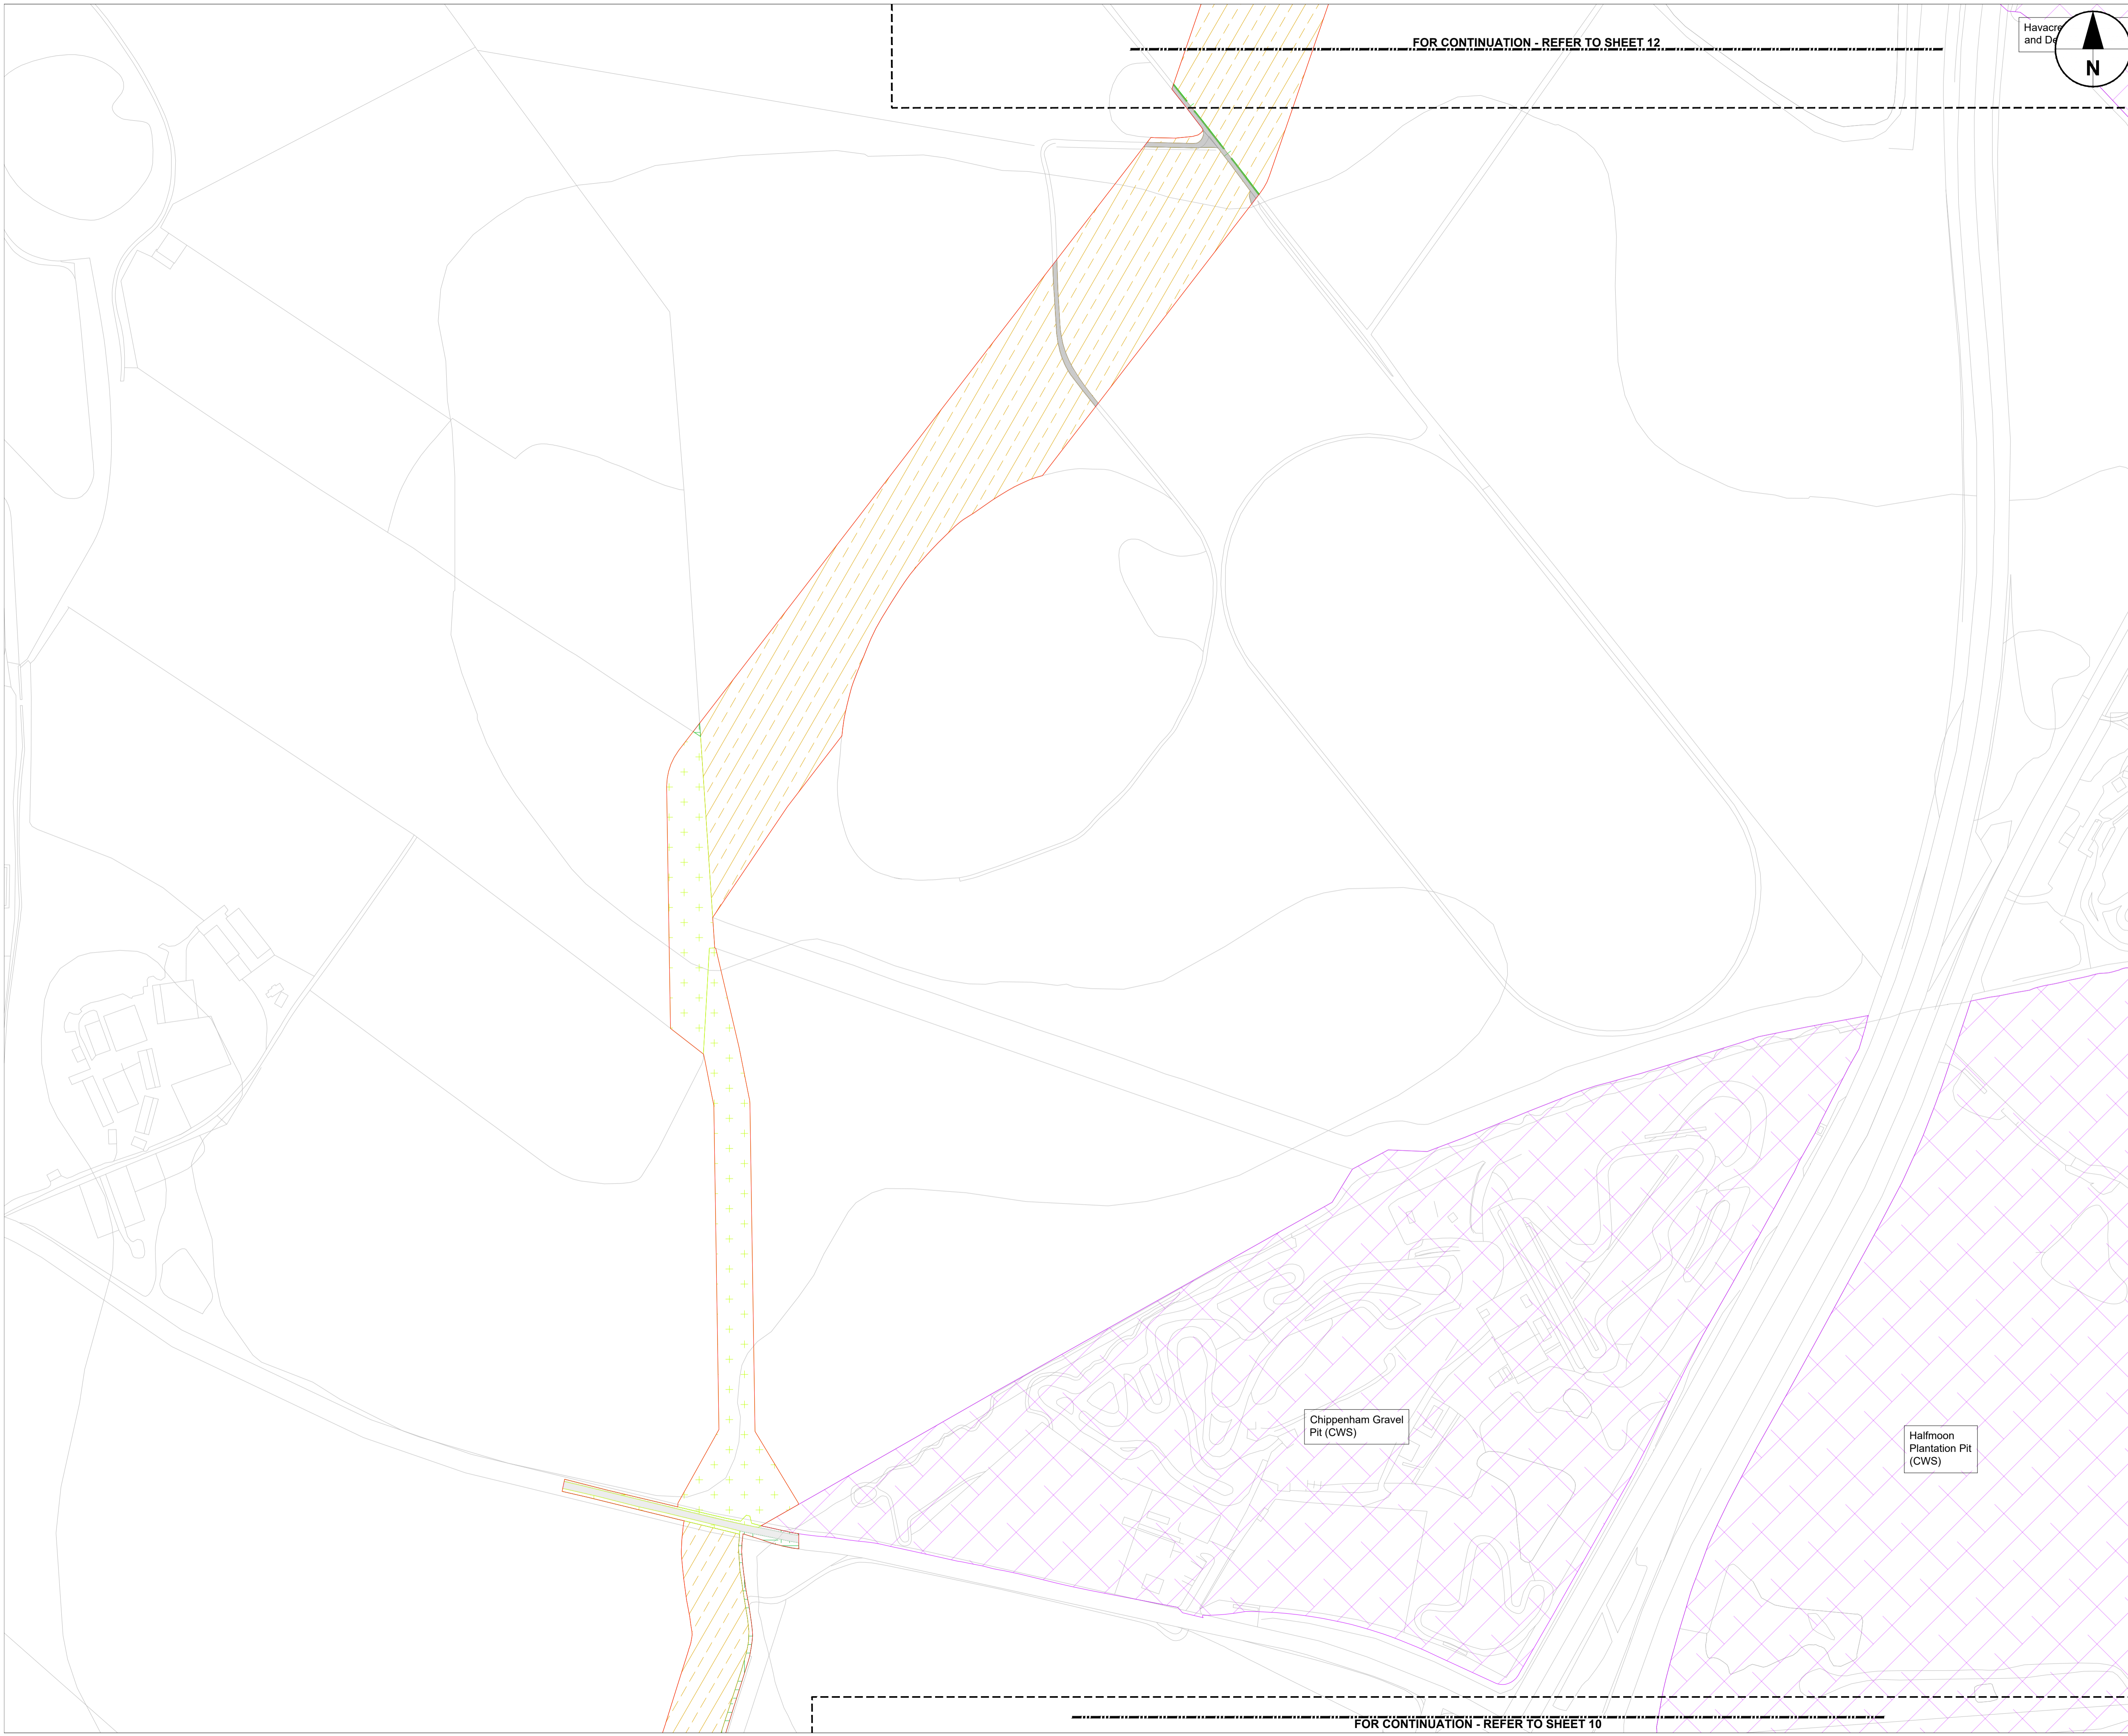 FOR CONTINUATION - REFER TO SHEET 12
and
N
Chippenham Gravel
Pit (CWS)
Halfmoon
Plantation Pit
(CWS)
FOR CONTINUATION - REFER TO SHEET 10